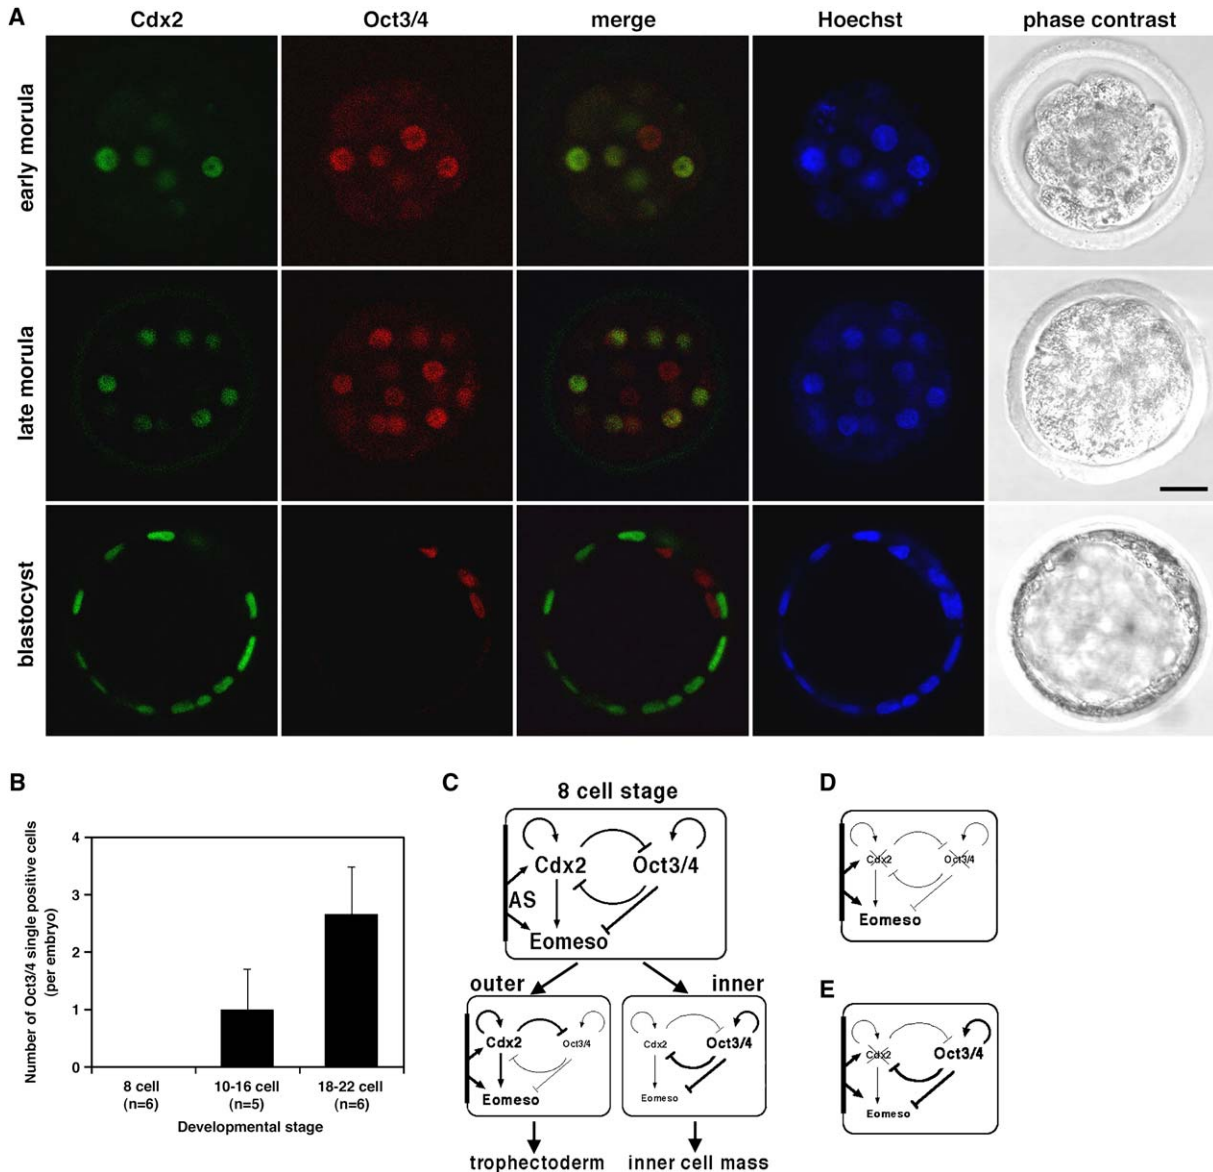 A
Cdx2 Oct3/4 merge Hoechst phase contrast
early morula
late morula
blastocyst
B
Number of Oct3/4 single positive cells
(per embryo)
4
3
2
1
0
8 cell 10-16 cell 18-22 cell
(n=6) (n=5) (n=6)
Developmental stage
C
8 cell stage
Cdx2 Oct3/4
AS
Eomeso
outer inner
Cdx2 Oct3/4
Eomeso
Cdx2 Oct3/4
Eomeso
trophectoderm inner cell mass
D
Cdx2 Oct3/4
Eomeso
E
Cdx2 Oct3/4
Eomeso